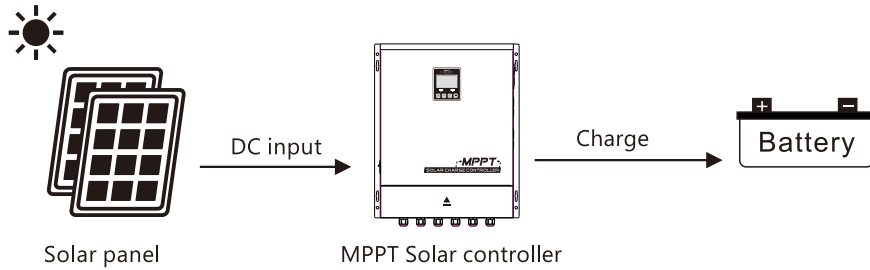 DC input
Charge
+ −
Battery
MPPT
SOLAR CHARGE CONTROLLER
Solar panel
MPPT Solar controller